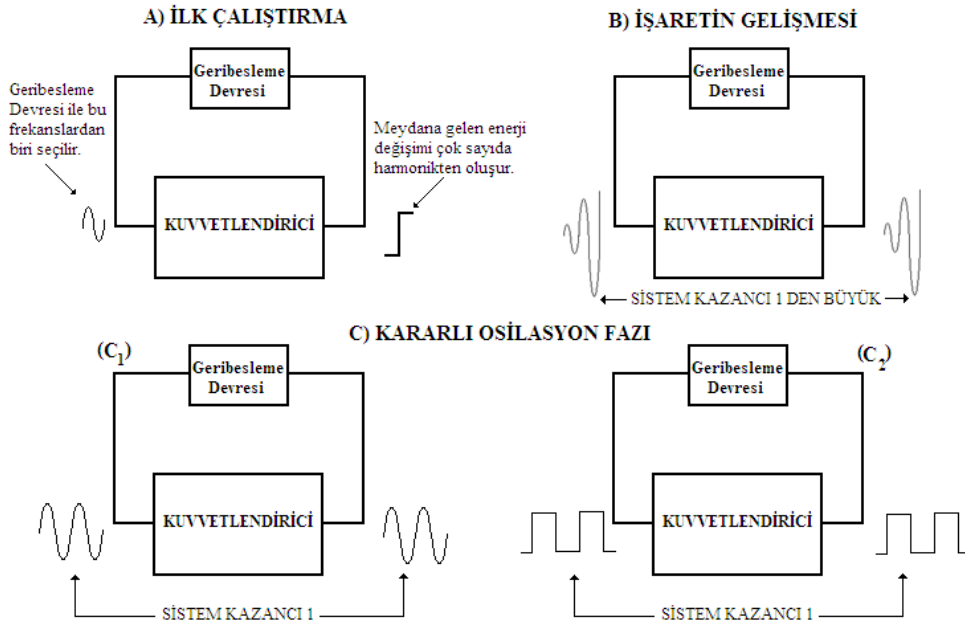 A) İLK ÇALIŞTIRMA
Geribesleme
Devresi
Geribesleme
Devresi ile bu
frekanslardan
biri seçilir.
Meydana gelen enerji
değişimi çok sayıda
harmonikten oluşur.
KUVVETLENDİRİCİ
B) İŞARETİN GELİŞMESİ
Geribesleme
Devresi
KUVVETLENDİRİCİ
SİSTEM KAZANCI 1 DEN BÜYÜK
C) KARARLI OSİLASYON FAZI
(C1)
Geribesleme
Devresi
KUVVETLENDİRİCİ
SİSTEM KAZANCI 1
(C2)
Geribesleme
Devresi
KUVVETLENDİRİCİ
SİSTEM KAZANCI 1